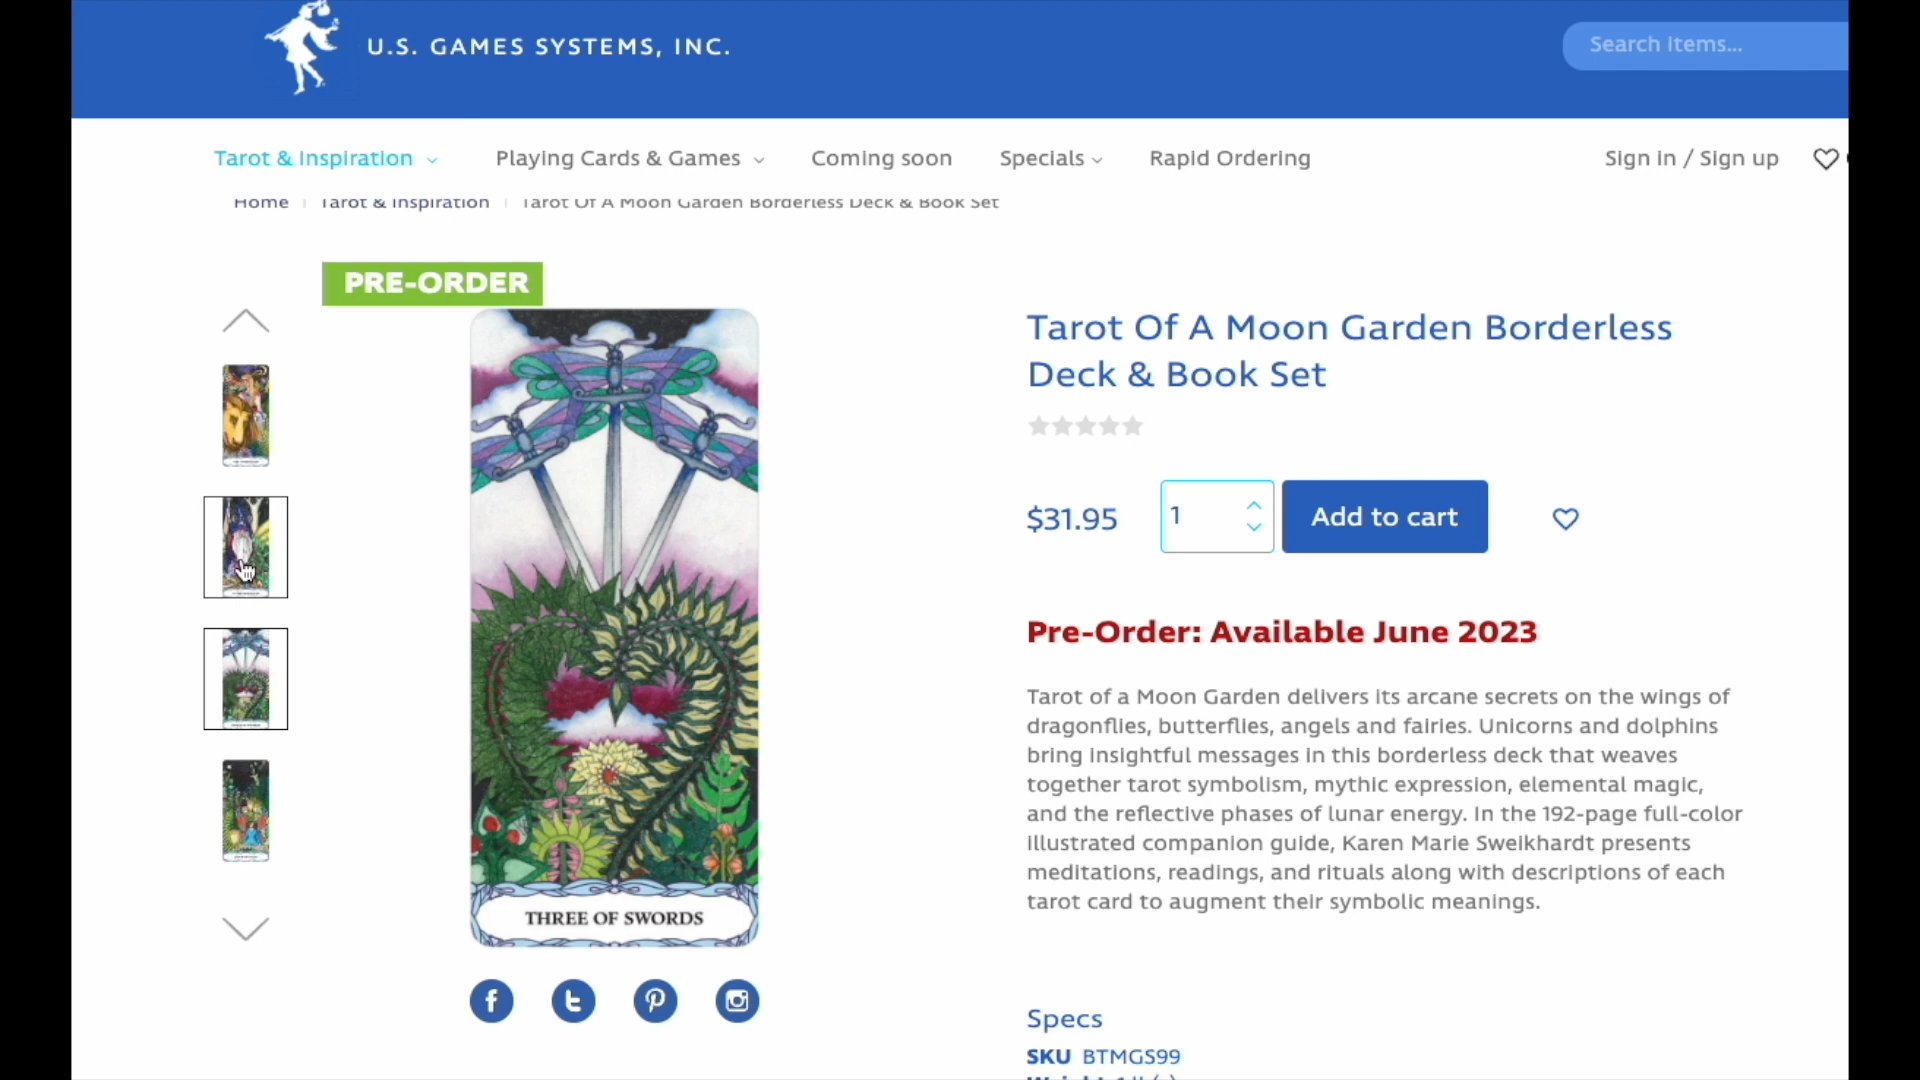 U.S. GAMES SYSTEMS, INC.
Search Items...
Tarot & Inspiration
Playing Cards & Games
Coming soon
Specials
Rapid Ordering
Sign in / Sign up
Home
Tarot & Inspiration
Tarot Of A Moon Garden Borderless Deck & Book Set
PRE-ORDER
THREE OF SWORDS
Tarot Of A Moon Garden Borderless
Deck & Book Set
$31.95
1
Add to cart
Pre-Order: Available June 2023
Tarot of a Moon Garden delivers its arcane secrets on the wings of
dragonflies, butterflies, angels and fairies. Unicorns and dolphins
bring insightful messages in this borderless deck that weaves
together tarot symbolism, mythic expression, elemental magic,
and the reflective phases of lunar energy. In the 192-page full-color
illustrated companion guide, Karen Marie Sweikhardt presents
meditations, readings, and rituals along with descriptions of each
tarot card to augment their symbolic meanings.
Specs
SKU BTMGS99